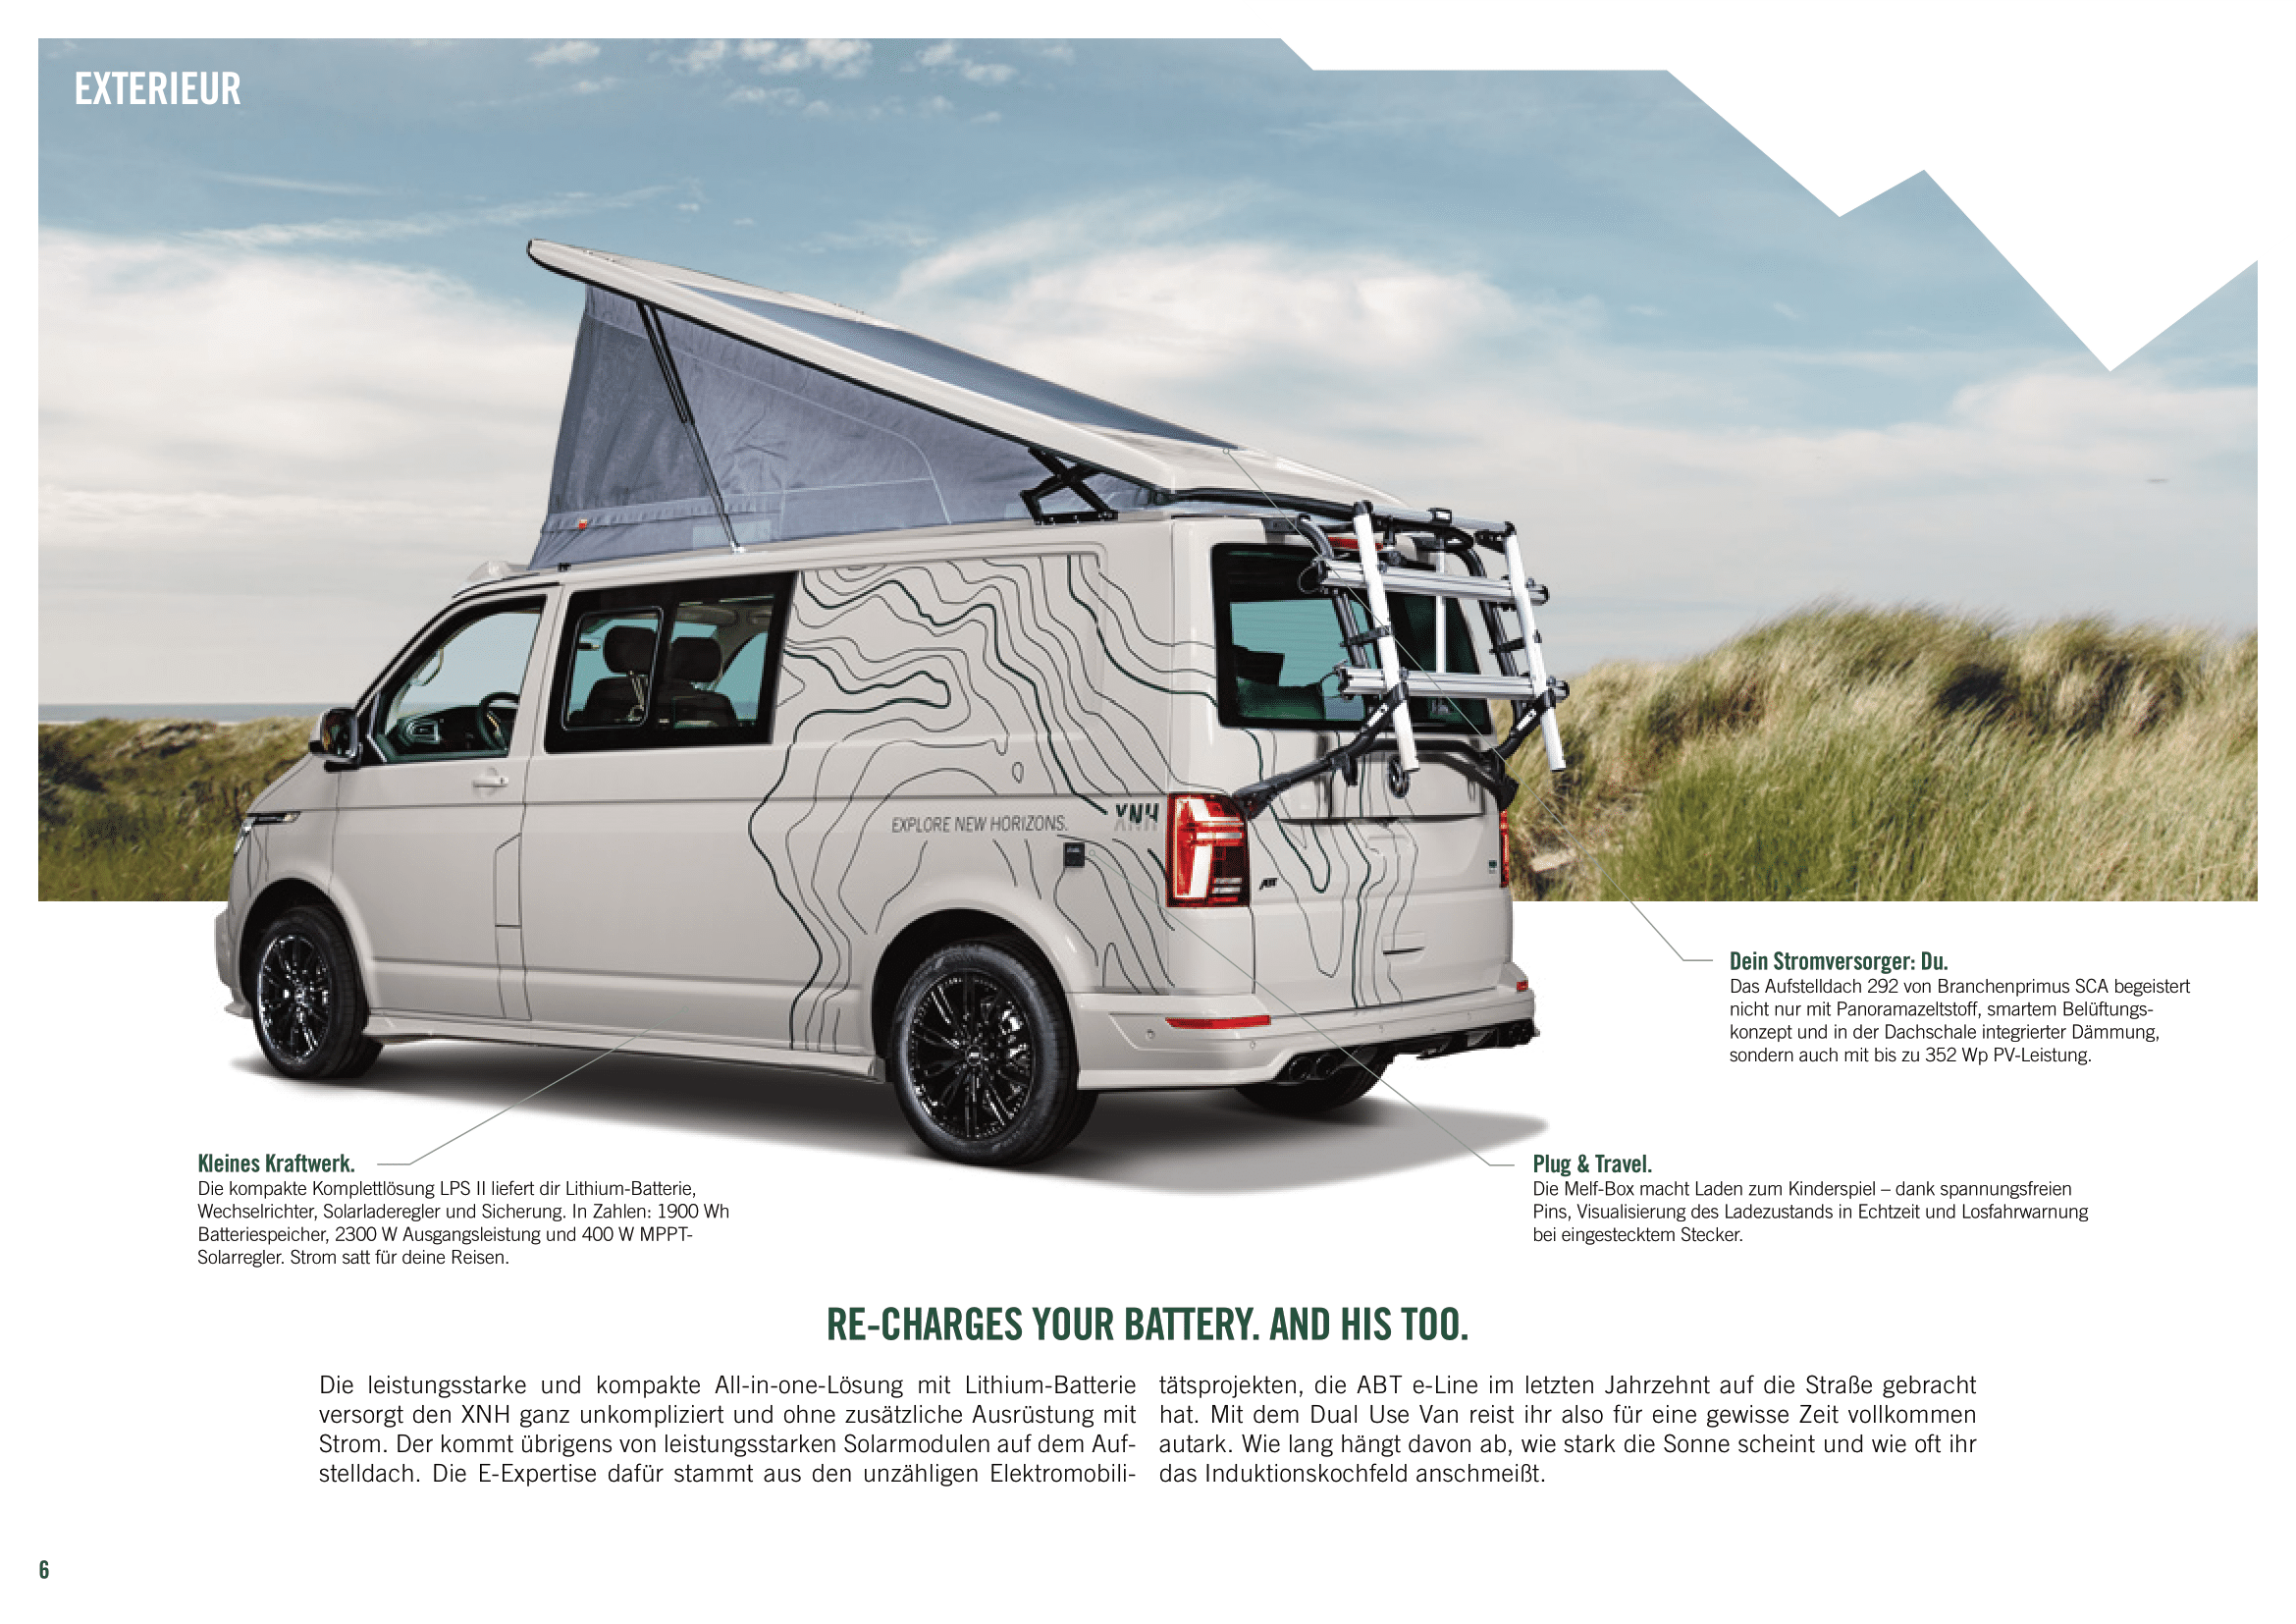 EXTERIEUR
EXPLORE NEW HORIZONS.
XNH
ABT
Dein Stromversorger: Du.
Das Aufstelldach 292 von Branchenprimus SCA begeistert
nicht nur mit Panoramazeltstoff, smartem Belüftungs-
konzept und in der Dachschale integrierter Dämmung,
sondern auch mit bis zu 352 Wp PV-Leistung.
Kleines Kraftwerk.
Die kompakte Komplettlösung LPS II liefert dir Lithium-Batterie,
Wechselrichter, Solarladeregler und Sicherung. In Zahlen: 1900 Wh
Batteriespeicher, 2300 W Ausgangsleistung und 400 W MPPT-
Solarregler. Strom satt für deine Reisen.
Plug & Travel.
Die Melf-Box macht Laden zum Kinderspiel – dank spannungsfreien
Pins, Visualisierung des Ladezustands in Echtzeit und Losfahrwarnung
bei eingestecktem Stecker.
RE-CHARGES YOUR BATTERY. AND HIS TOO.
Die leistungsstarke und kompakte All-in-one-Lösung mit Lithium-Batterie
versorgt den XNH ganz unkompliziert und ohne zusätzliche Ausrüstung mit
Strom. Der kommt übrigens von leistungsstarken Solarmodulen auf dem Auf-
stelldach. Die E-Expertise dafür stammt aus den unzähligen Elektromobili-
tätsprojekten, die ABT e-Line im letzten Jahrzehnt auf die Straße gebracht
hat. Mit dem Dual Use Van reist ihr also für eine gewisse Zeit vollkommen
autark. Wie lang hängt davon ab, wie stark die Sonne scheint und wie oft ihr
das Induktionskochfeld anschmeißt.
6